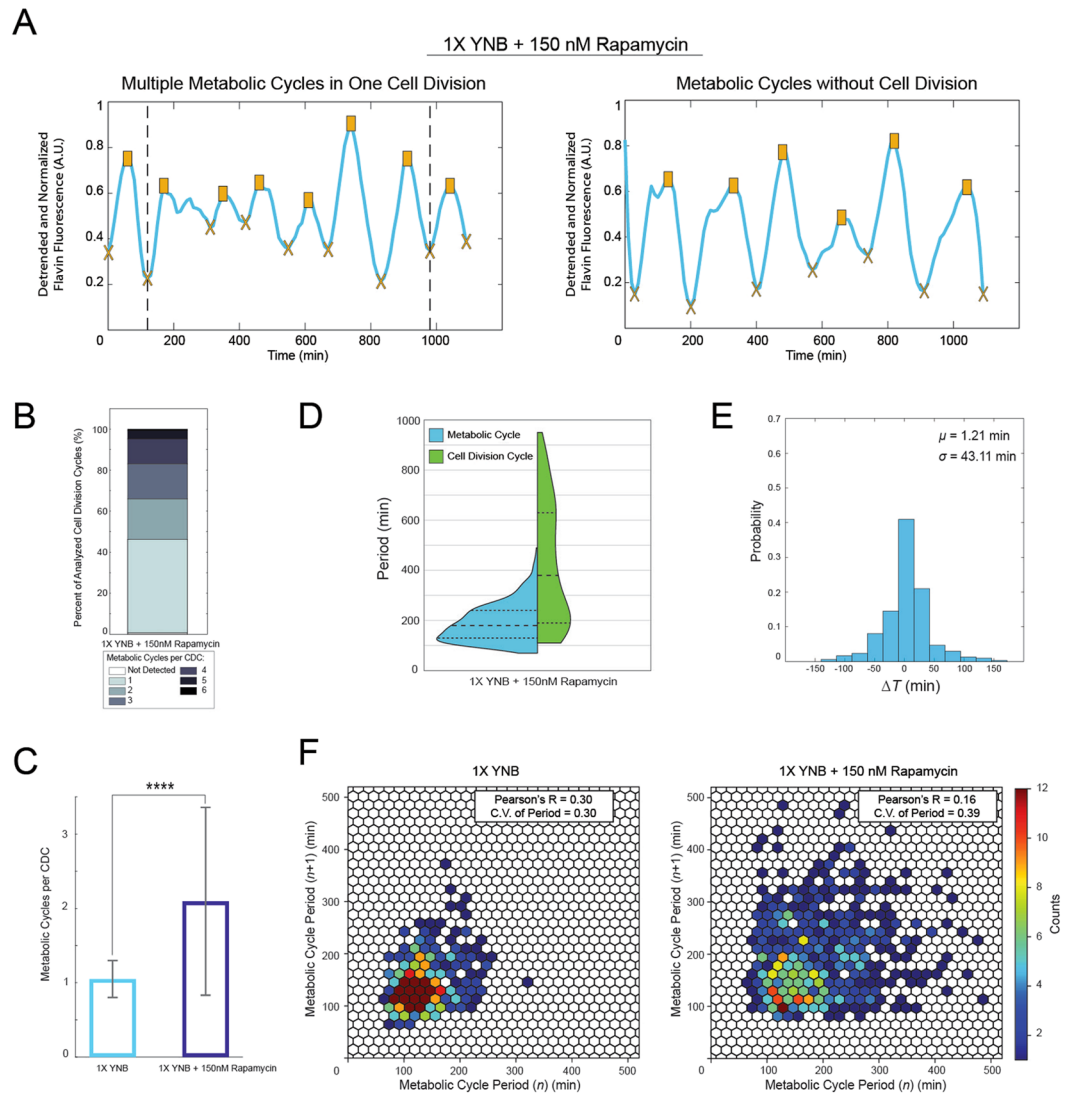 A
1X YNB + 150 nM Rapamycin
Multiple Metabolic Cycles in One Cell Division
Detrended and Normalized
Flavin Fluorescence (A.U.)
1
0.8
0.6
0.4
0.2
0
200
400
600
800
1000
Time (min)
Metabolic Cycles without Cell Division
Detrended and Normalized
Flavin Fluorescence (A.U.)
1
0.8
0.6
0.4
0.2
0
200
400
600
800
1000
Time (min)
B
Percent of Analyzed Cell Division Cycles (%)
100
80
60
40
20
0
1X YNB + 150nM Rapamycin
Metabolic Cycles per CDC:
Not Detected
1
2
3
4
5
6
D
Period (min)
1000
800
600
400
200
0
Metabolic Cycle
Cell Division Cycle
1X YNB + 150nM Rapamycin
E
Probability
0.7
0.6
0.5
0.4
0.3
0.2
0.1
0
μ = 1.21 min
σ = 43.11 min
-150
-100
-50
0
50
100
150
ΔT (min)
C
Metabolic Cycles per CDC
3
2
1
0
****
1X YNB
1X YNB + 150nM Rapamycin
F
1X YNB
Pearson's R = 0.30
C.V. of Period = 0.30
Metabolic Cycle Period (n+1) (min)
500
400
300
200
100
0
100
200
300
400
500
Metabolic Cycle Period (n) (min)
1X YNB + 150 nM Rapamycin
Pearson's R = 0.16
C.V. of Period = 0.39
Metabolic Cycle Period (n+1) (min)
500
400
300
200
100
0
100
200
300
400
500
Metabolic Cycle Period (n) (min)
12
10
8
6
4
2
Counts